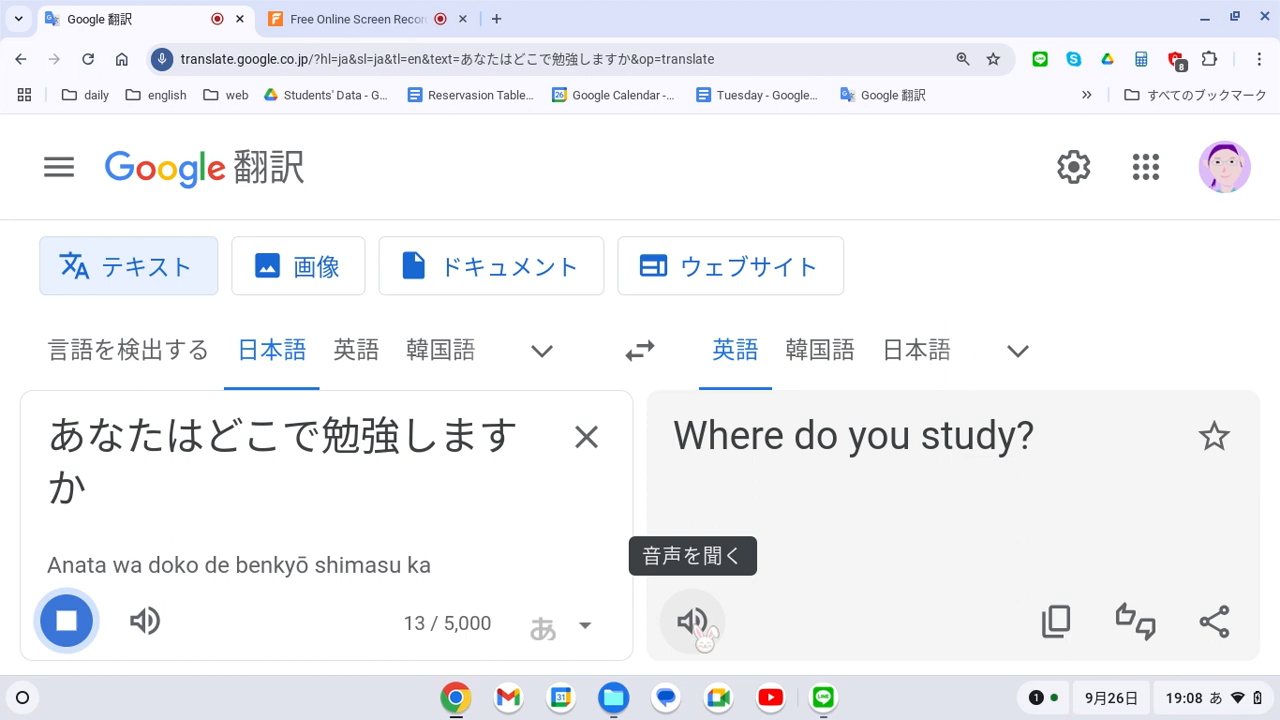 Google 翻訳
Free Online Screen Recor
translate.google.co.jp/?hl=ja&sl=ja&tl=en&text=あなたはどこで勉強しますか&op=translate
8
daily
english
web
Students' Data - G...
Reservasion Table...
31
Google Calendar -...
Tuesday - Google...
Google 翻訳
すべてのブックマーク
Google 翻訳
テキスト
画像
ドキュメント
ウェブサイト
言語を検出する
日本語
英語
韓国語
英語
韓国語
日本語
あなたはどこで勉強します
か
Where do you study?
Anata wa doko de benkyō shimasu ka
音声を聞く
13 / 5,000
あ
31
1
9月26日
19:08 あ